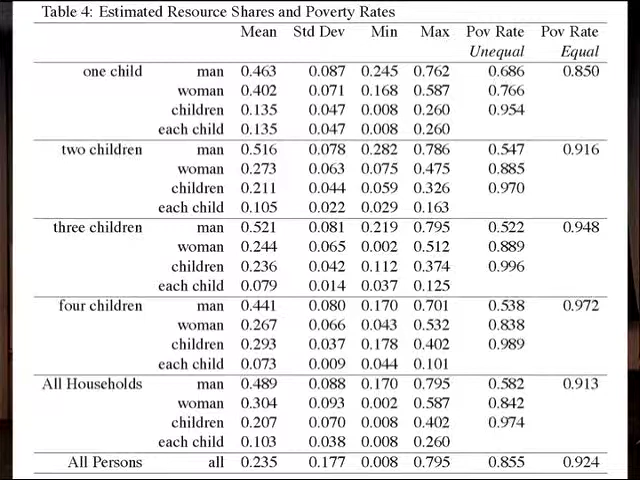 Table 4: Estimated Resource Shares and Poverty Rates
Mean Std Dev Min Max Pov Rate Pov Rate
Unequal Equal
one child man 0.463 0.087 0.245 0.762 0.686 0.850
woman 0.402 0.071 0.168 0.587 0.766
children 0.135 0.047 0.008 0.260 0.954
each child 0.135 0.047 0.008 0.260
two children man 0.516 0.078 0.282 0.786 0.547 0.916
woman 0.273 0.063 0.075 0.475 0.885
children 0.211 0.044 0.059 0.326 0.970
each child 0.105 0.022 0.029 0.163
three children man 0.521 0.081 0.219 0.795 0.522 0.948
woman 0.244 0.065 0.002 0.512 0.889
children 0.236 0.042 0.112 0.374 0.996
each child 0.079 0.014 0.037 0.125
four children man 0.441 0.080 0.170 0.701 0.538 0.972
woman 0.267 0.066 0.043 0.532 0.838
children 0.293 0.037 0.178 0.402 0.989
each child 0.073 0.009 0.044 0.101
All Households man 0.489 0.088 0.170 0.795 0.582 0.913
woman 0.304 0.093 0.002 0.587 0.842
children 0.207 0.070 0.008 0.402 0.974
each child 0.103 0.038 0.008 0.260
All Persons all 0.235 0.177 0.008 0.795 0.855 0.924